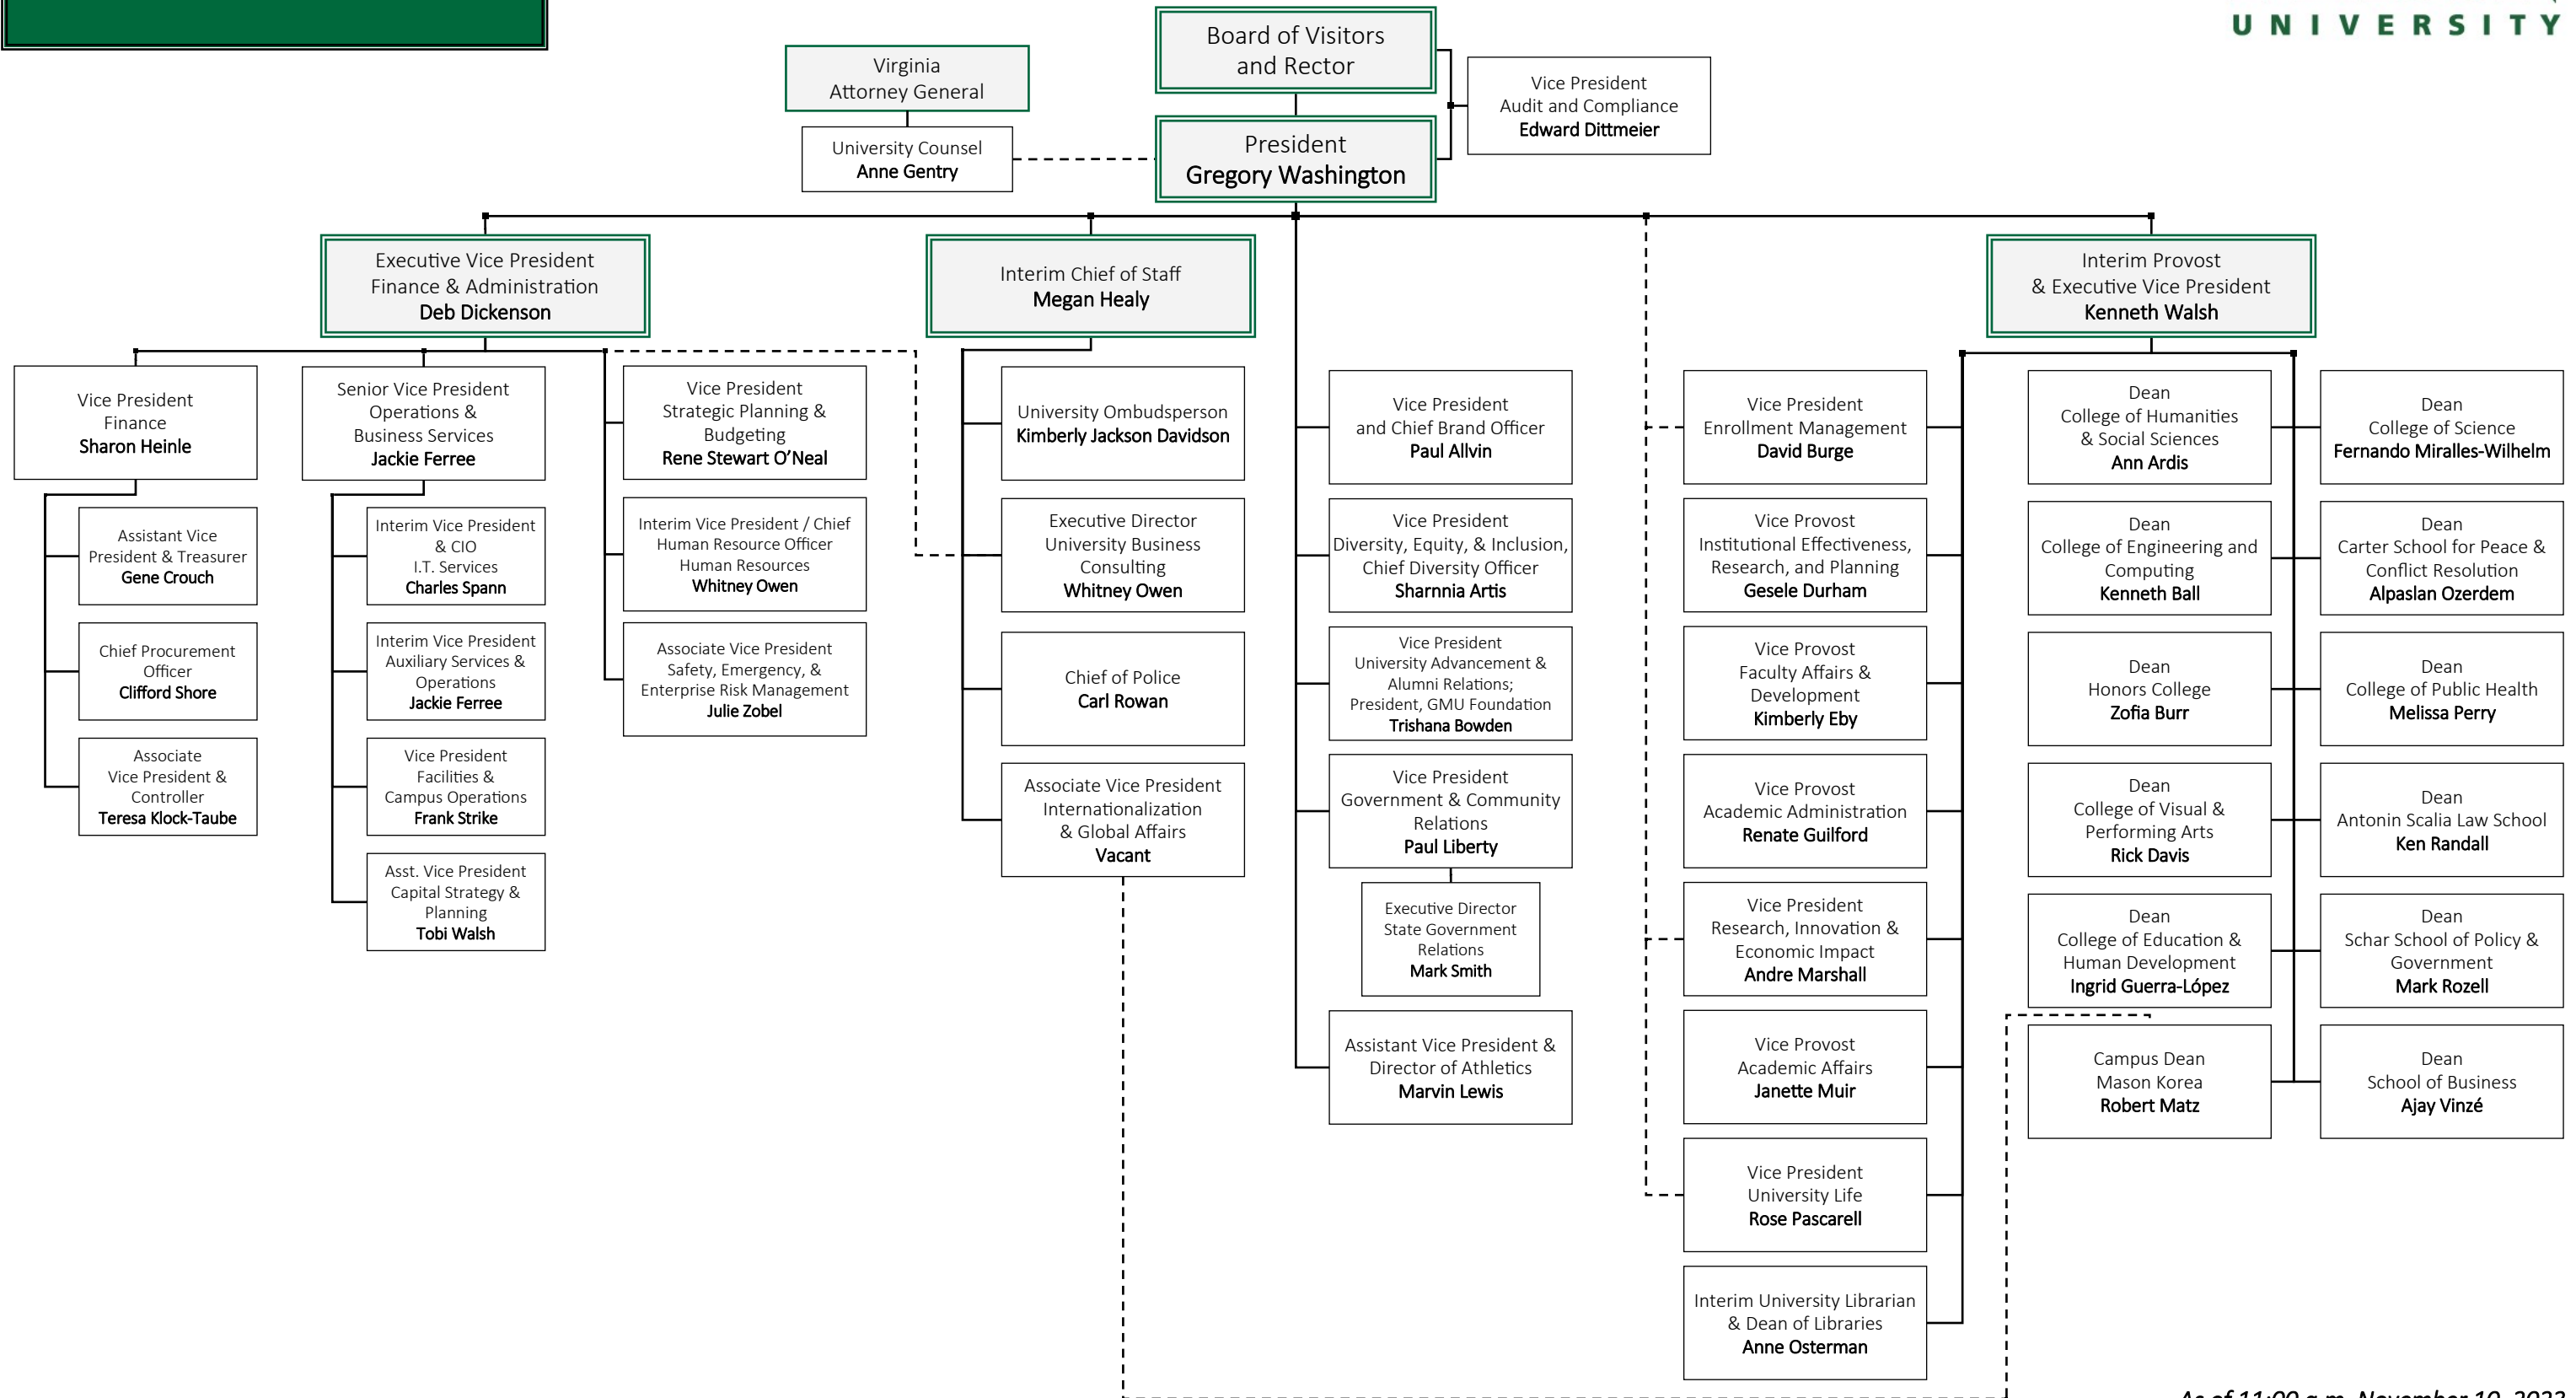 UNIVERSITY
Board of Visitors
and Rector
Virginia
Attorney General
Vice President
Audit and Compliance
Edward Dittmeier
University Counsel
Anne Gentry
President
Gregory Washington
Executive Vice President
Finance & Administration
Deb Dickenson
Interim Chief of Staff
Megan Healy
Interim Provost
& Executive Vice President
Kenneth Walsh
Vice President
Finance
Sharon Heinle
Assistant Vice
President & Treasurer
Gene Crouch
Chief Procurement
Officer
Clifford Shore
Associate
Vice President &
Controller
Teresa Klock-Taube
Senior Vice President
Operations &
Business Services
Jackie Ferree
Interim Vice President
& CIO
I.T. Services
Charles Spann
Interim Vice President
Auxiliary Services &
Operations
Jackie Ferree
Vice President
Facilities &
Campus Operations
Frank Strike
Asst. Vice President
Capital Strategy &
Planning
Tobi Walsh
Vice President
Strategic Planning &
Budgeting
Rene Stewart O’Neal
Interim Vice President / Chief
Human Resource Officer
Human Resources
Whitney Owen
Associate Vice President
Safety, Emergency, &
Enterprise Risk Management
Julie Zobel
University Ombudsperson
Kimberly Jackson Davidson
Executive Director
University Business
Consulting
Whitney Owen
Chief of Police
Carl Rowan
Associate Vice President
Internationalization
& Global Affairs
Vacant
Vice President
and Chief Brand Officer
Paul Allvin
Vice President
Diversity, Equity, & Inclusion,
Chief Diversity Officer
Sharnnia Artis
Vice President
University Advancement &
Alumni Relations;
President, GMU Foundation
Trishana Bowden
Vice President
Government & Community
Relations
Paul Liberty
Executive Director
State Government
Relations
Mark Smith
Assistant Vice President &
Director of Athletics
Marvin Lewis
Vice President
Enrollment Management
David Burge
Vice Provost
Institutional Effectiveness,
Research, and Planning
Gesele Durham
Vice Provost
Faculty Affairs &
Development
Kimberly Eby
Vice Provost
Academic Administration
Renate Guilford
Vice President
Research, Innovation &
Economic Impact
Andre Marshall
Vice Provost
Academic Affairs
Janette Muir
Vice President
University Life
Rose Pascarell
Interim University Librarian
& Dean of Libraries
Anne Osterman
Dean
College of Humanities
& Social Sciences
Ann Ardis
Dean
College of Engineering and
Computing
Kenneth Ball
Dean
Honors College
Zofia Burr
Dean
College of Visual &
Performing Arts
Rick Davis
Dean
College of Education &
Human Development
Ingrid Guerra-López
Campus Dean
Mason Korea
Robert Matz
Dean
College of Science
Fernando Miralles-Wilhelm
Dean
Carter School for Peace &
Conflict Resolution
Alpaslan Ozerdem
Dean
College of Public Health
Melissa Perry
Dean
Antonin Scalia Law School
Ken Randall
Dean
Schar School of Policy &
Government
Mark Rozell
Dean
School of Business
Ajay Vinzé
As of 11:00 a.m. November 10, 2023